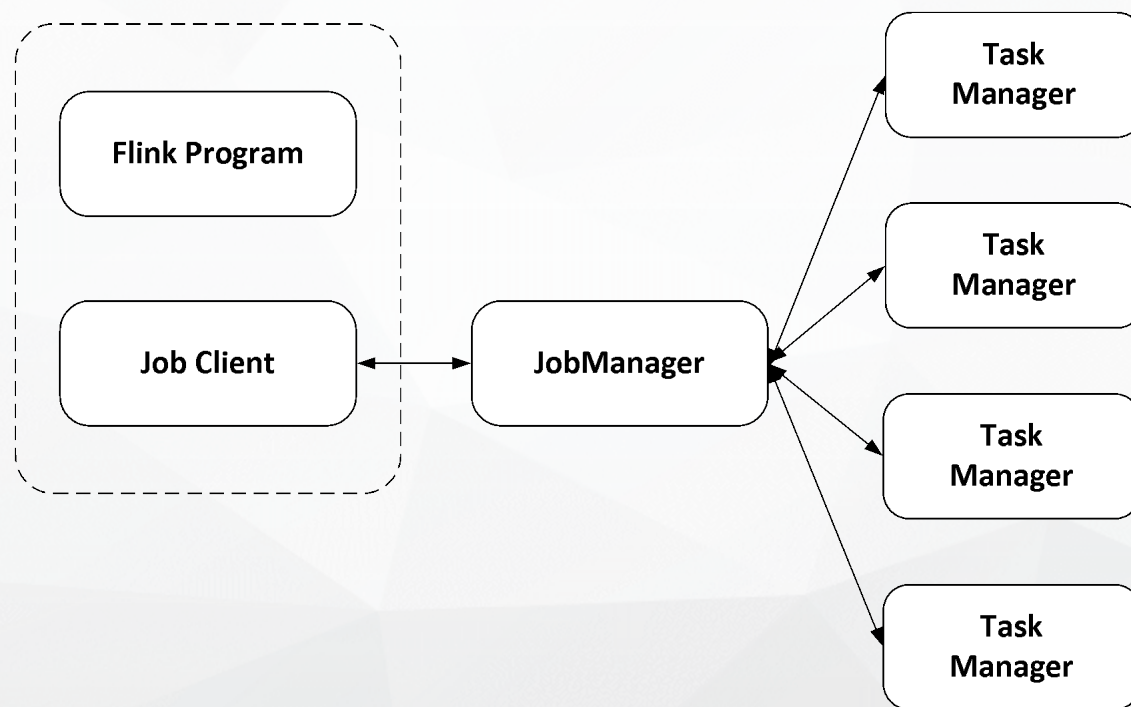 Flink Program
Job Client
JobManager
Task
Manager
Task
Manager
Task
Manager
Task
Manager